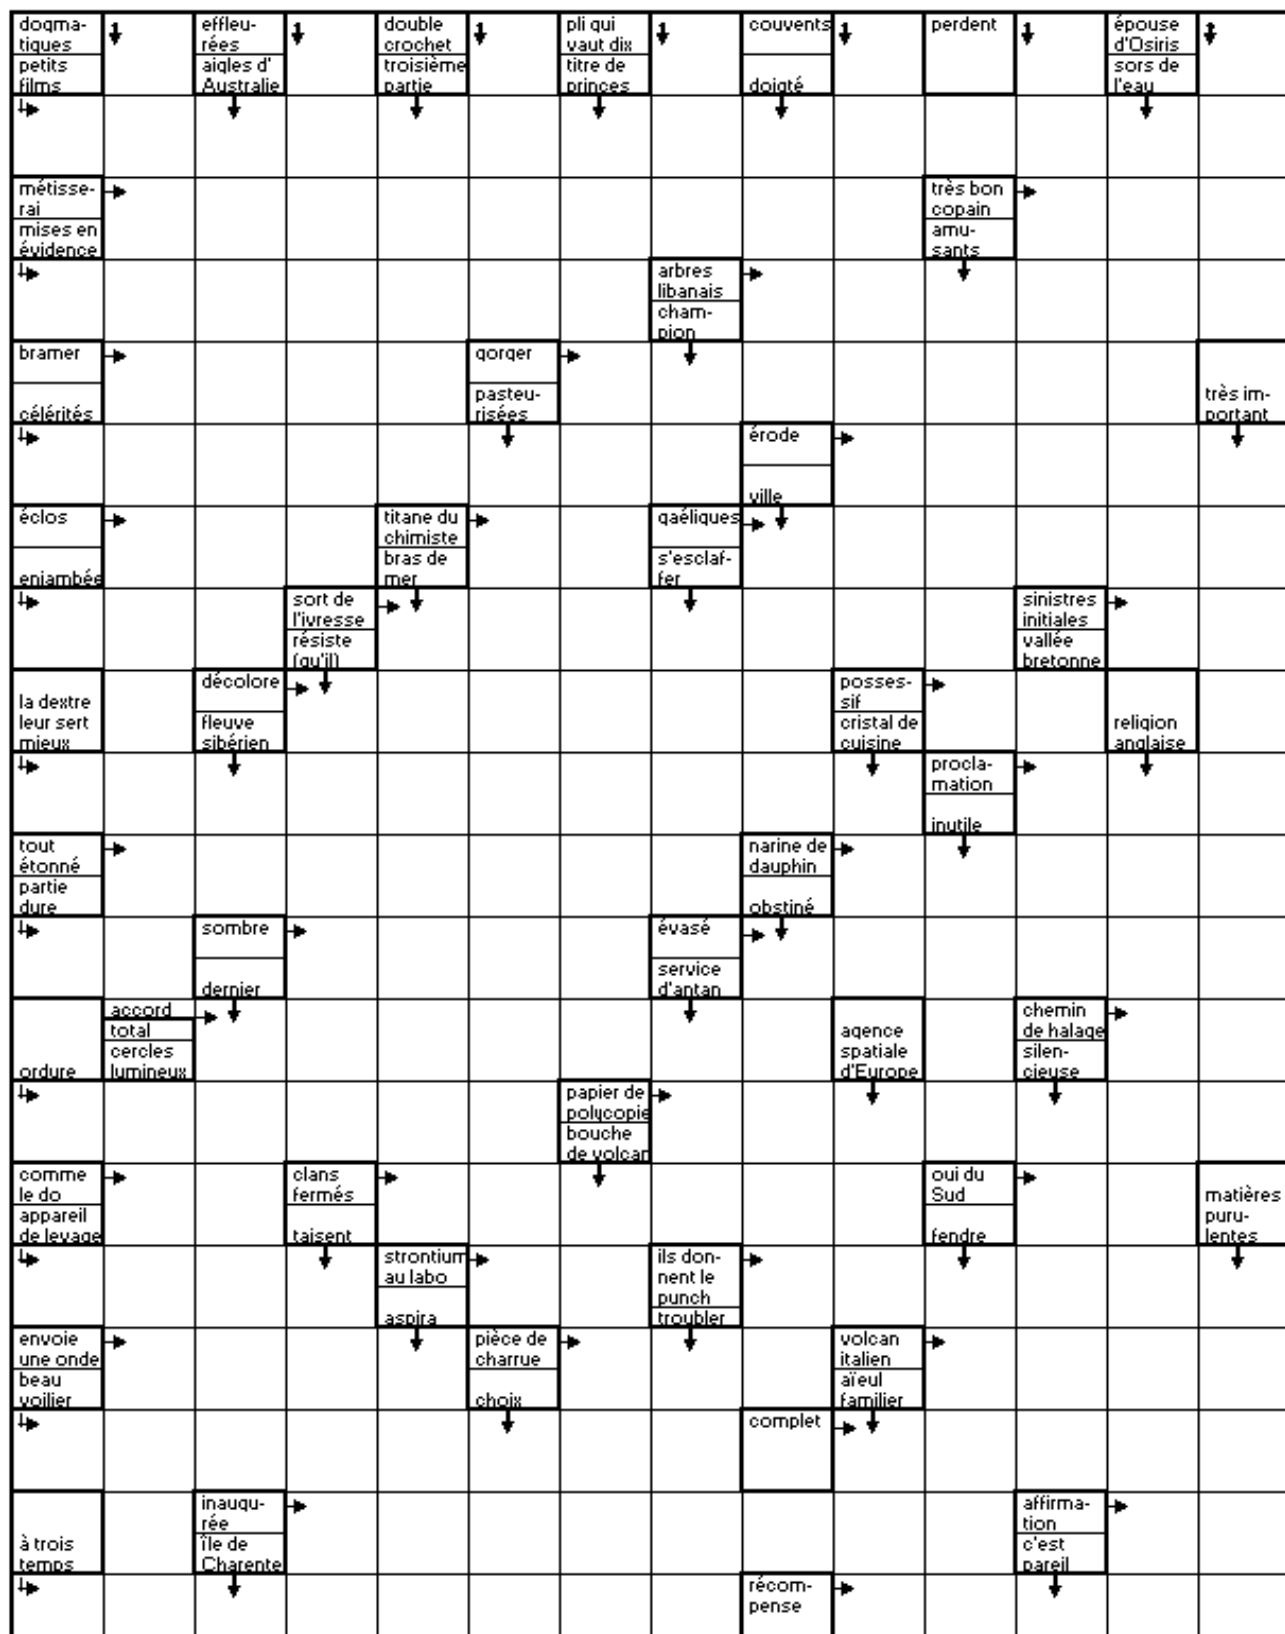 dogma-
tiques
petits
films
effleu-
rées
aigles d'
Australie
double
crochet
troisième
partie
pli qui
vaut dix
titre de
princes
couvents
doigté
perdent
épouse
d'Osiris
sors de
l'eau
métisse-
rai
mises en
évidence
très bon
copain
amu-
sants
arbres
libanais
cham-
pion
bramer
célérités
gorger
pasteu-
risées
très im-
portant
érode
ville
éclos
enjambée
titane du
chimiste
bras de
mer
gaéliques
s'esclaf-
fer
sort de
l'ivresse
résiste
(qu'il)
sinistres
initiales
vallée
bretonne
la dextre
leur sert
mieux
décolore
fleuve
sibérien
posses-
sif
cristal de
cuisine
religion
anglaise
procla-
mation
inutile
tout
étonné
partie
dure
narine de
dauphin
obstiné
sombre
dernier
évasé
service
d'antan
ordure
accord
total
cercles
lumineux
agence
spatiale
d'Europe
chemin
de halage
silen-
cieuse
papier de
polycopie
bouche
de volcan
comme
le do
appareil
de levage
clans
fermés
taisent
oui du
Sud
fendre
matières
puru-
lentes
strontium
au labo
aspira
ils don-
nent le
punch
troubler
envoie
une onde
beau
voilier
pièce de
charrue
choix
volcan
italien
aïeul
familier
complet
à trois
temps
inaugu-
rée
île de
Charente
affirma-
tion
c'est
pareil
récom-
pense